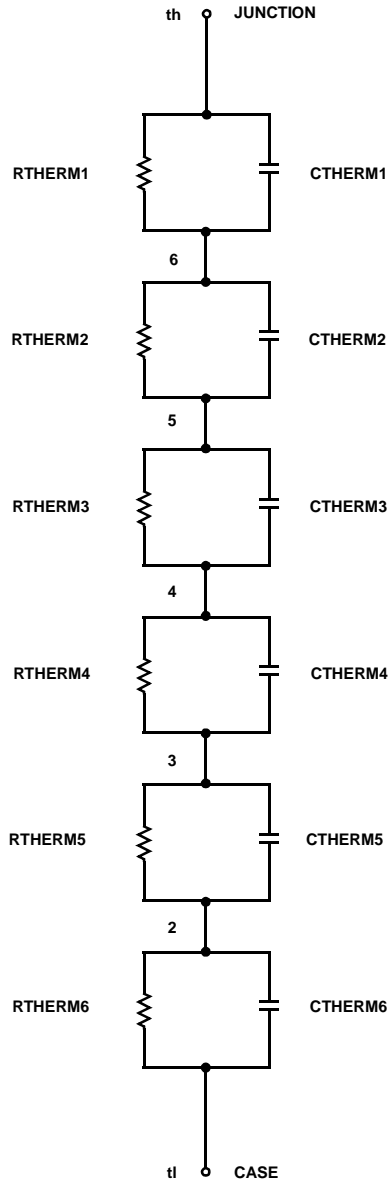 th JUNCTION
RTHERM1 CTHERM1
6
RTHERM2 CTHERM2
5
RTHERM3 CTHERM3
4
RTHERM4 CTHERM4
3
RTHERM5 CTHERM5
2
RTHERM6 CTHERM6
tl CASE